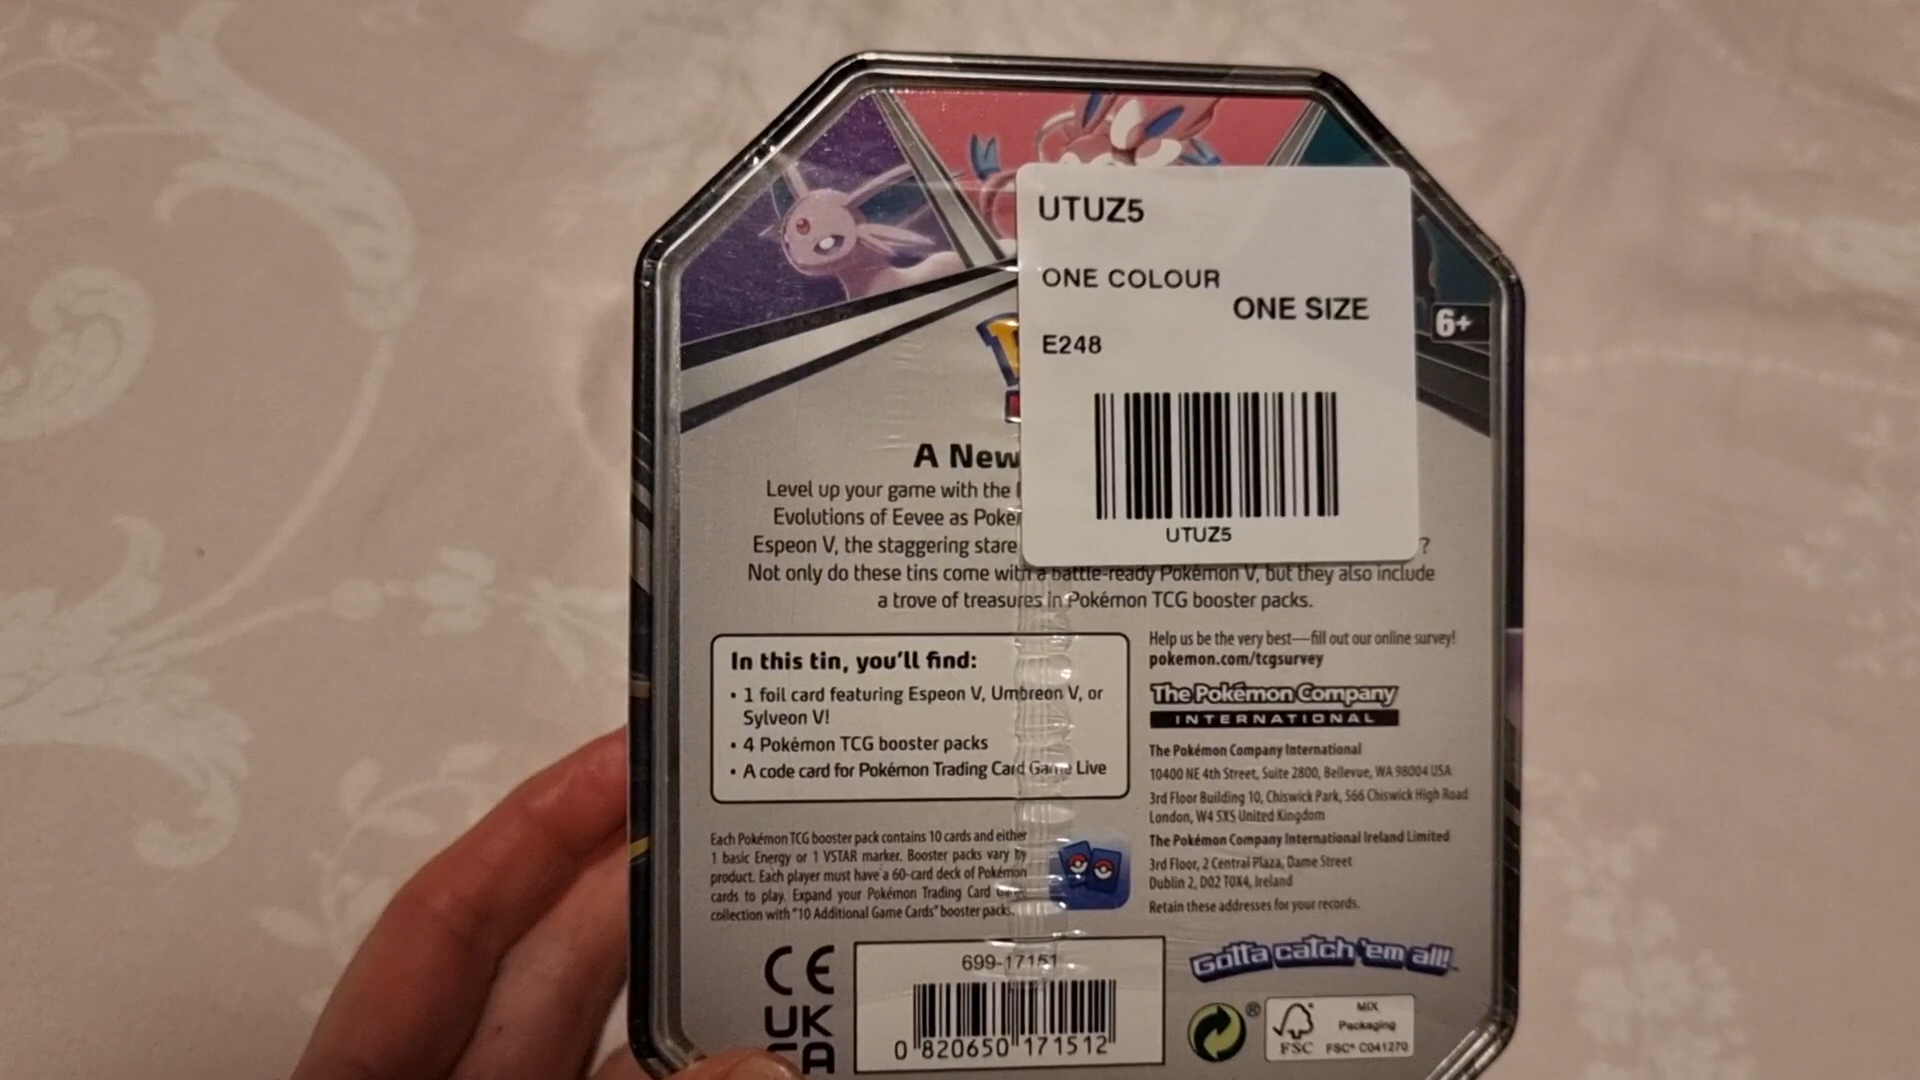 UTUZ5
ONE COLOUR
ONE SIZE
E248
UTUZ5
6+
A New
Level up your game with the
Evolutions of Eevee as
Espeon V, the staggering stare ?
Not only do these tins come with a battle-ready Pokémon V, but they also include
a trove of treasures in Pokémon TCG booster packs.
In this tin, you'll find:
• 1 foil card featuring Espeon V, Umbreon V, or
Sylveon V!
• 4 Pokémon TCG booster packs
• A code card for Pokémon Trading Card Game Live
Help us be the very best—fill out our online survey!
pokemon.com/tcgsurvey
The Pokémon Company
INTERNATIONAL
The Pokémon Company International
10400 NE 4th Street, Suite 2800, Bellevue, WA 98004 USA
3rd Floor Building 10, Chiswick Park, 566 Chiswick High Road
London, W4 5XS United Kingdom
The Pokémon Company International Ireland Limited
3rd Floor, 2 Central Plaza, Dame Street
Dublin 2, D02 T0X4, Ireland
Retain these addresses for your records.
Each Pokémon TCG booster pack contains 10 cards and either
1 basic Energy or 1 VSTAR marker. Booster packs vary by
product. Each player must have a 60-card deck of Pokémon
cards to play. Expand your Pokémon Trading Card
collection with "10 Additional Game Cards" booster packs.
CE
UK
CA
699-17151
0 820650 171512
Gotta catch 'em all!
®
FSC
MIX
Packaging
FSC® C041270